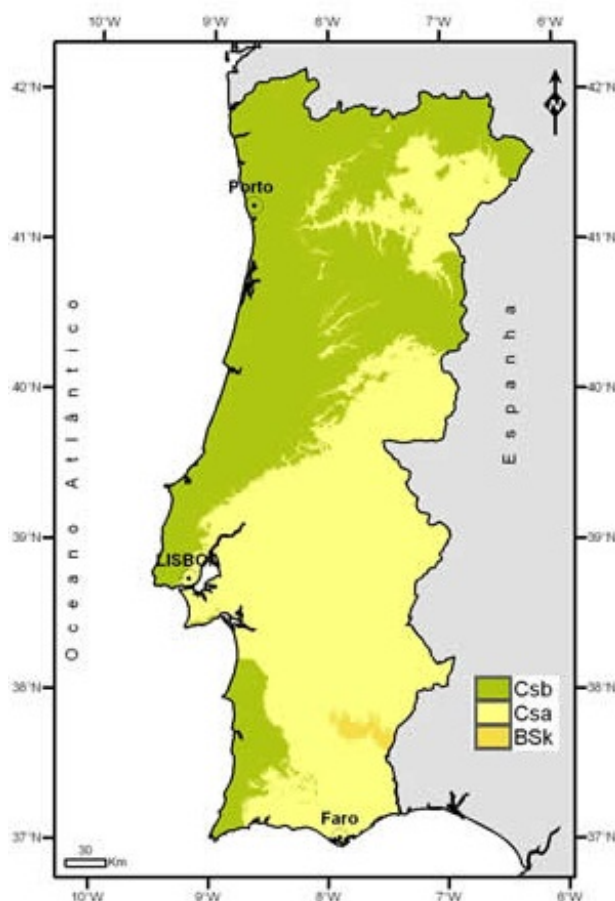 10°W 9°W 8°W 7°W 6°W
42°N 42°N
N
Porto
41°N 41°N
Oceano Atlântico
Espanha
40°N 40°N
39°N 39°N
LISBOA
38°N 38°N
Csb
Csa
BSk
Faro
37°N 37°N
30
Km
10°W 9°W 8°W 7°W 6°W